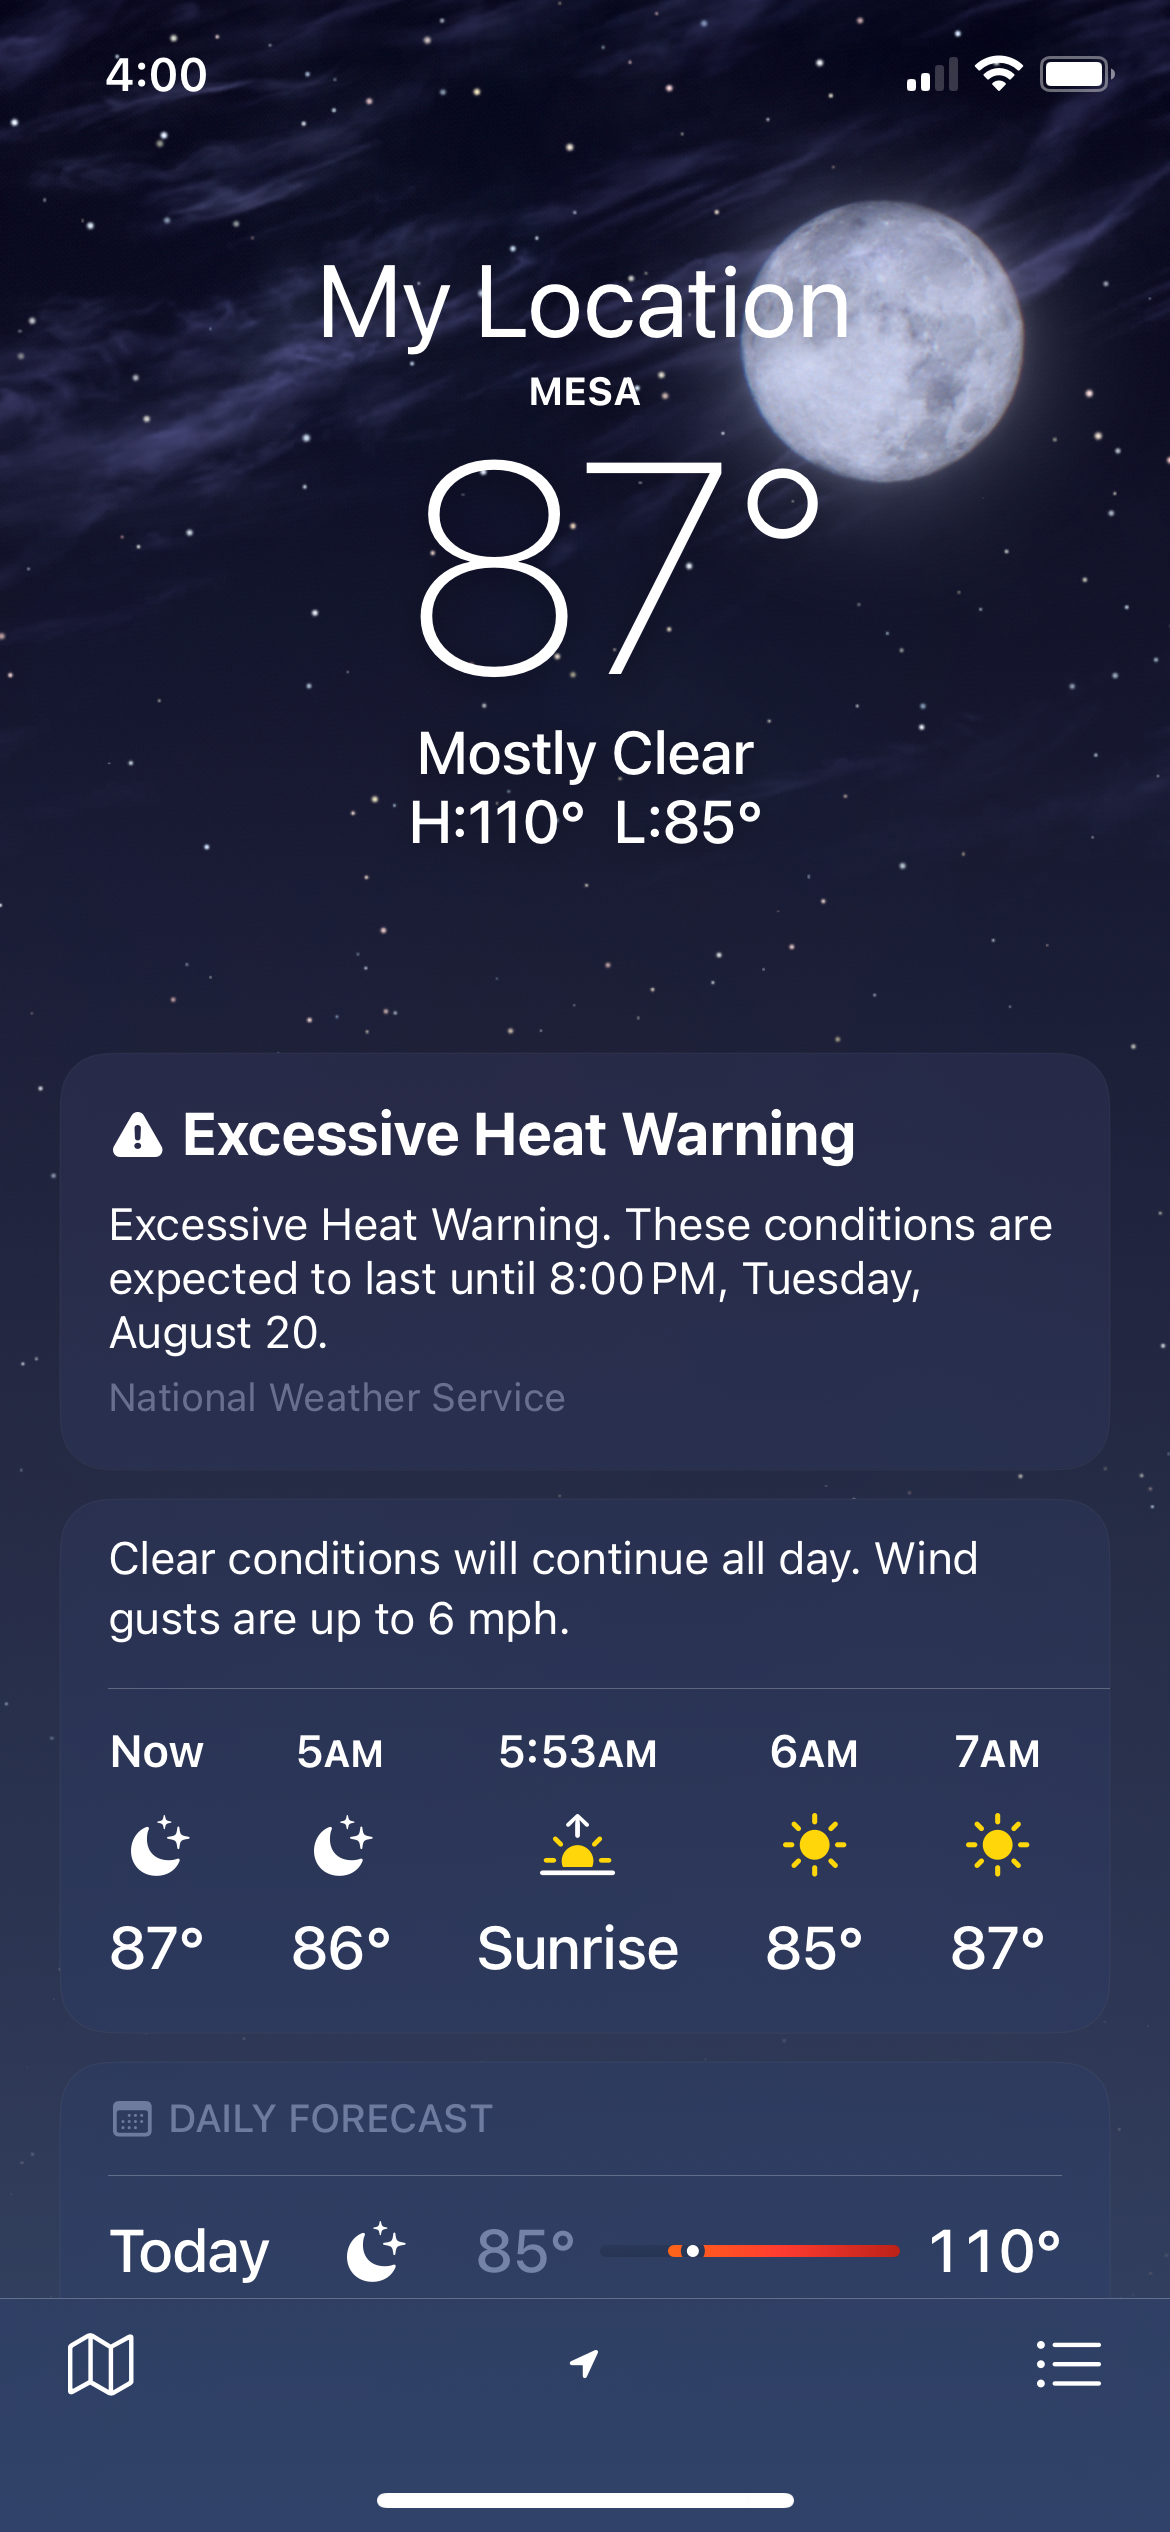 4:00
My Location
MESA
87°
Mostly Clear
H:110° L:85°
Excessive Heat Warning
Excessive Heat Warning. These conditions are
expected to last until 8:00 PM, Tuesday,
August 20.
National Weather Service
Clear conditions will continue all day. Wind
gusts are up to 6 mph.
Now 5AM 5:53AM 6AM 7AM
87° 86° Sunrise 85° 87°
DAILY FORECAST
Today 85° 110°